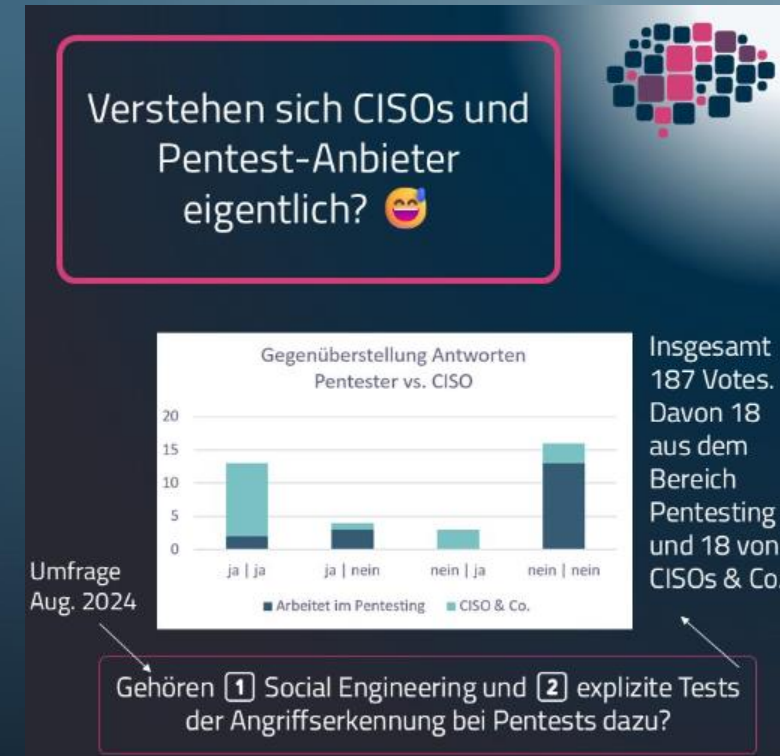 Verstehen sich CISOs und
Pentest-Anbieter
eigentlich? 😅
Gegenüberstellung Antworten
Pentester vs. CISO
20
15
10
5
0
ja | ja
ja | nein
nein | ja
nein | nein
Arbeitet im Pentesting
CISO & Co.
Insgesamt
187 Votes.
Davon 18
aus dem
Bereich
Pentesting
und 18 von
CISOs & Co.
Umfrage
Aug. 2024
Gehören 1 Social Engineering und 2 explizite Tests
der Angriffserkennung bei Pentests dazu?